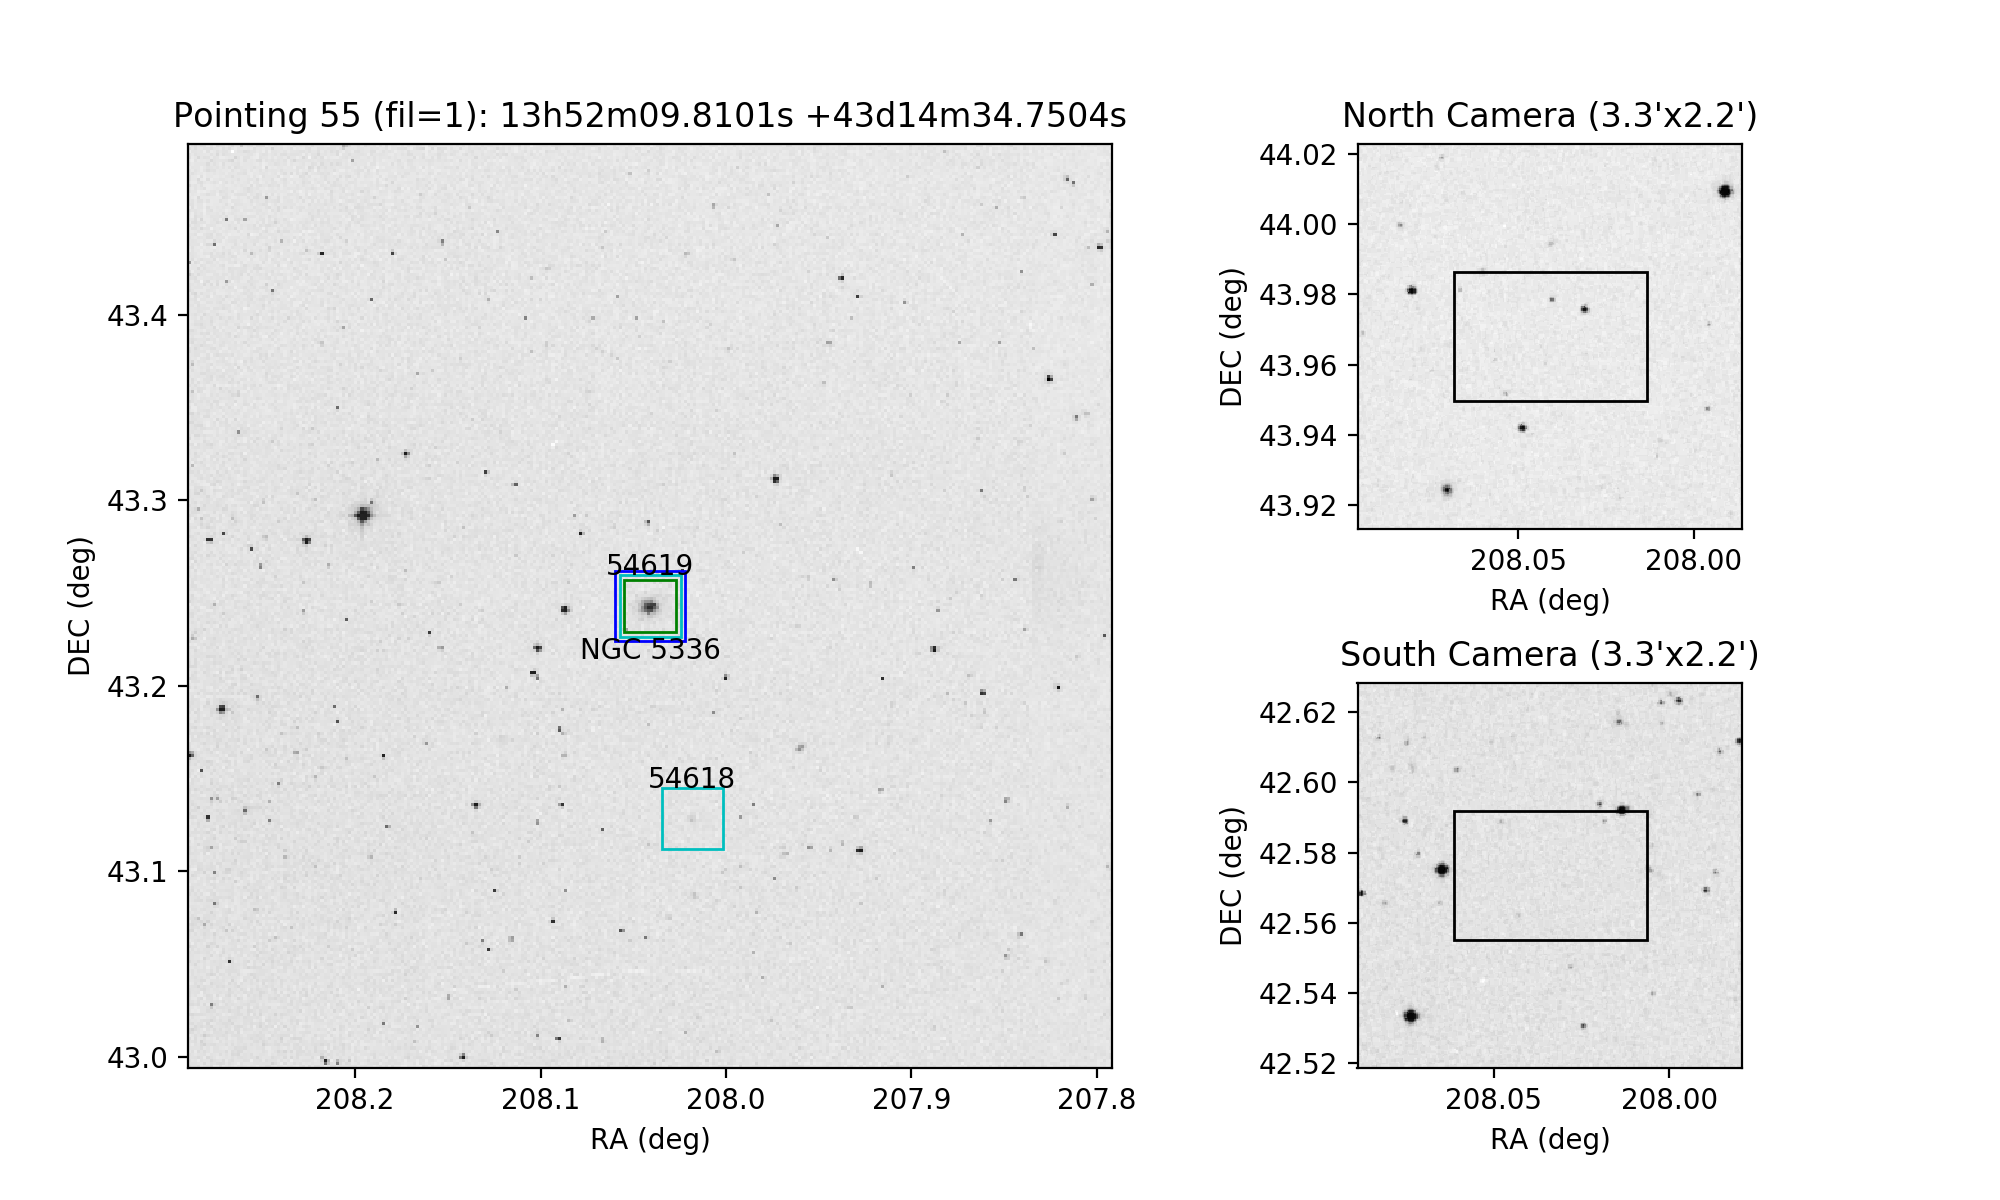 Pointing 55 (fil=1): 13h52m09.8101s +43d14m34.7504s
43.4
43.3
43.2
43.1
43.0
DEC (deg)
54619
NGC 5336
54618
208.2 208.1 208.0 207.9 207.8
RA (deg)
North Camera (3.3'x2.2')
44.02
44.00
43.98
43.96
43.94
43.92
DEC (deg)
208.05 208.00
RA (deg)
South Camera (3.3'x2.2')
42.62
42.60
42.58
42.56
42.54
42.52
DEC (deg)
208.05 208.00
RA (deg)